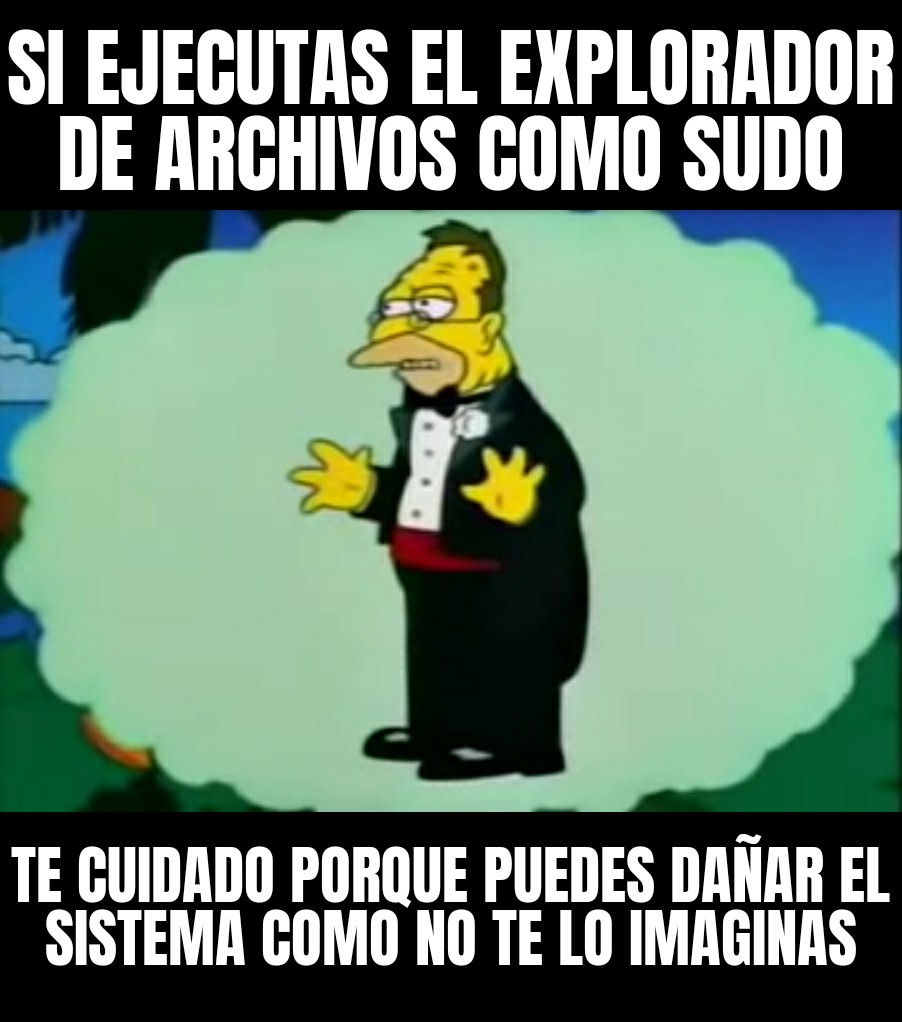 SI EJECUTAS EL EXPLORADOR
DE ARCHIVOS COMO SUDO
TE CUIDADO PORQUE PUEDES DAÑAR EL
SISTEMA COMO NO TE LO IMAGINAS